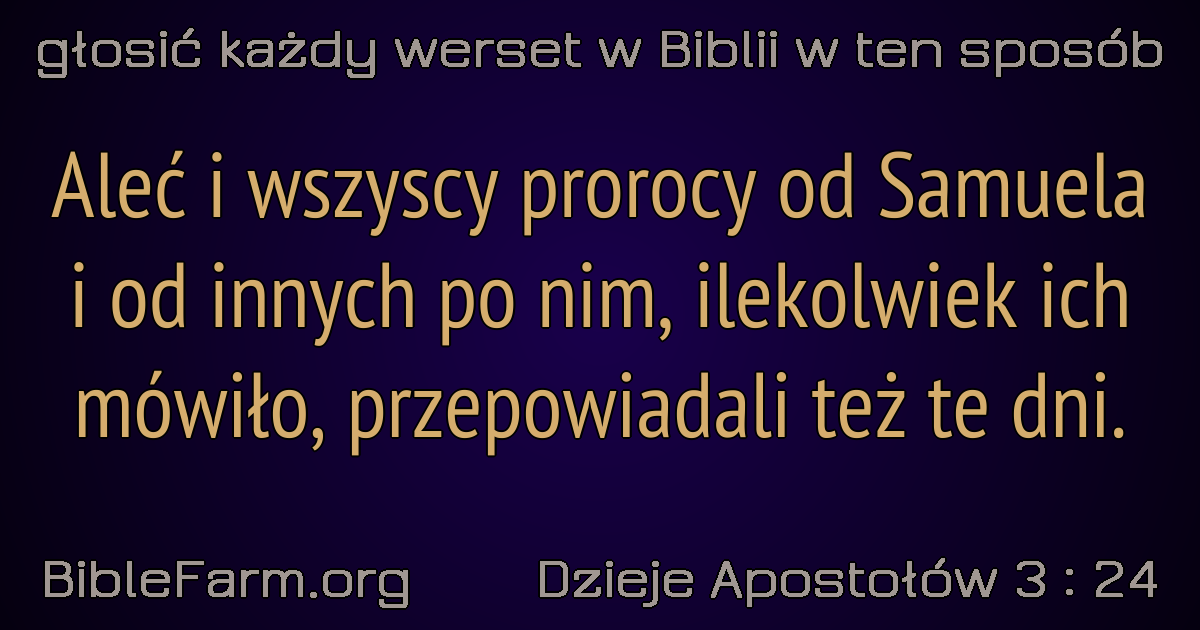 głosić każdy werset w Biblii w ten sposób
Aleć i wszyscy prorocy od Samuela
i od innych po nim, ilekolwiek ich
mówiło, przepowiadali też te dni.
BibleFarm.org
Dzieje Apostołów 3 : 24